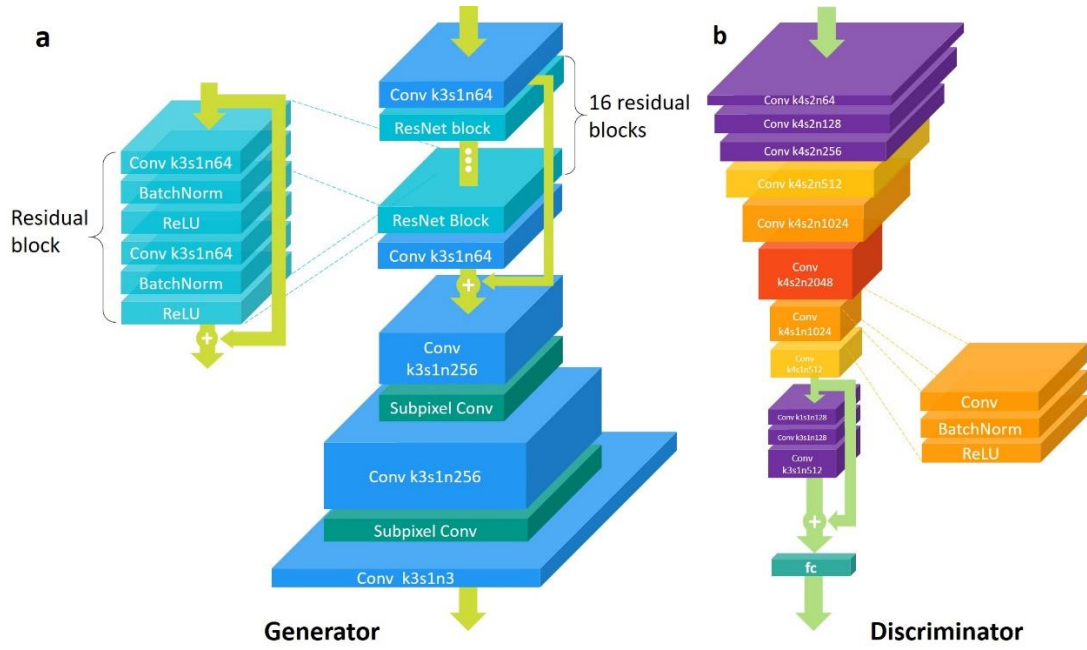 a
Conv k3s1n64
BatchNorm
ReLU
Conv k3s1n64
BatchNorm
ReLU
Residual
block
+
Conv k3s1n64
ResNet block
16 residual
blocks
ResNet Block
Conv k3s1n64
+
Conv
k3s1n256
Subpixel Conv
Conv k3s1n256
Subpixel Conv
Conv k3s1n3
Generator
b
Conv k4s2n64
Conv k4s2n128
Conv k4s2n256
Conv k4s2n512
Conv k4s2n1024
Conv
k4s2n2048
Conv
k4s1n1024
Conv
k4s1n512
Conv k1s1n128
Conv k3s1n128
Conv
k3s1n512
+
fc
Conv
BatchNorm
ReLU
Discriminator